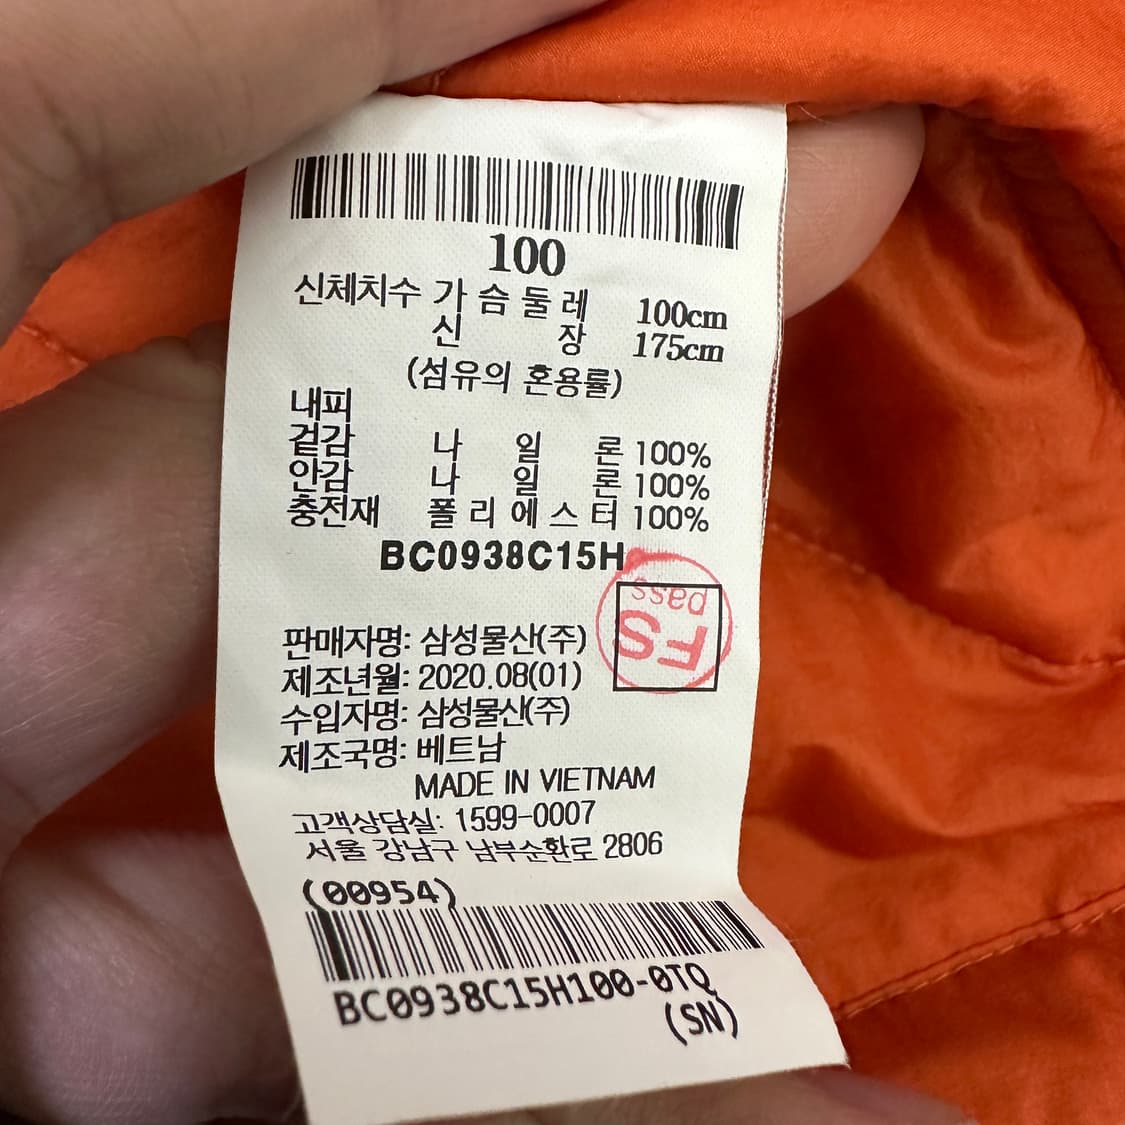 100
신체치수 가 슴 둘 레 100cm
신 장 175cm
(섬유의 혼용률)
내피
겉감 나 일 론 100%
안감 나 일 론 100%
충전재 폴 리 에 스 터 100%
BC0938C15H
pass
FS
판매자명: 삼성물산(주)
제조년월: 2020.08(01)
수입자명: 삼성물산(주)
제조국명: 베트남
MADE IN VIETNAM
고객상담실: 1599-0007
서울 강남구 남부순환로 2806
(00954)
BC0938C15H100-0TQ
(SN)